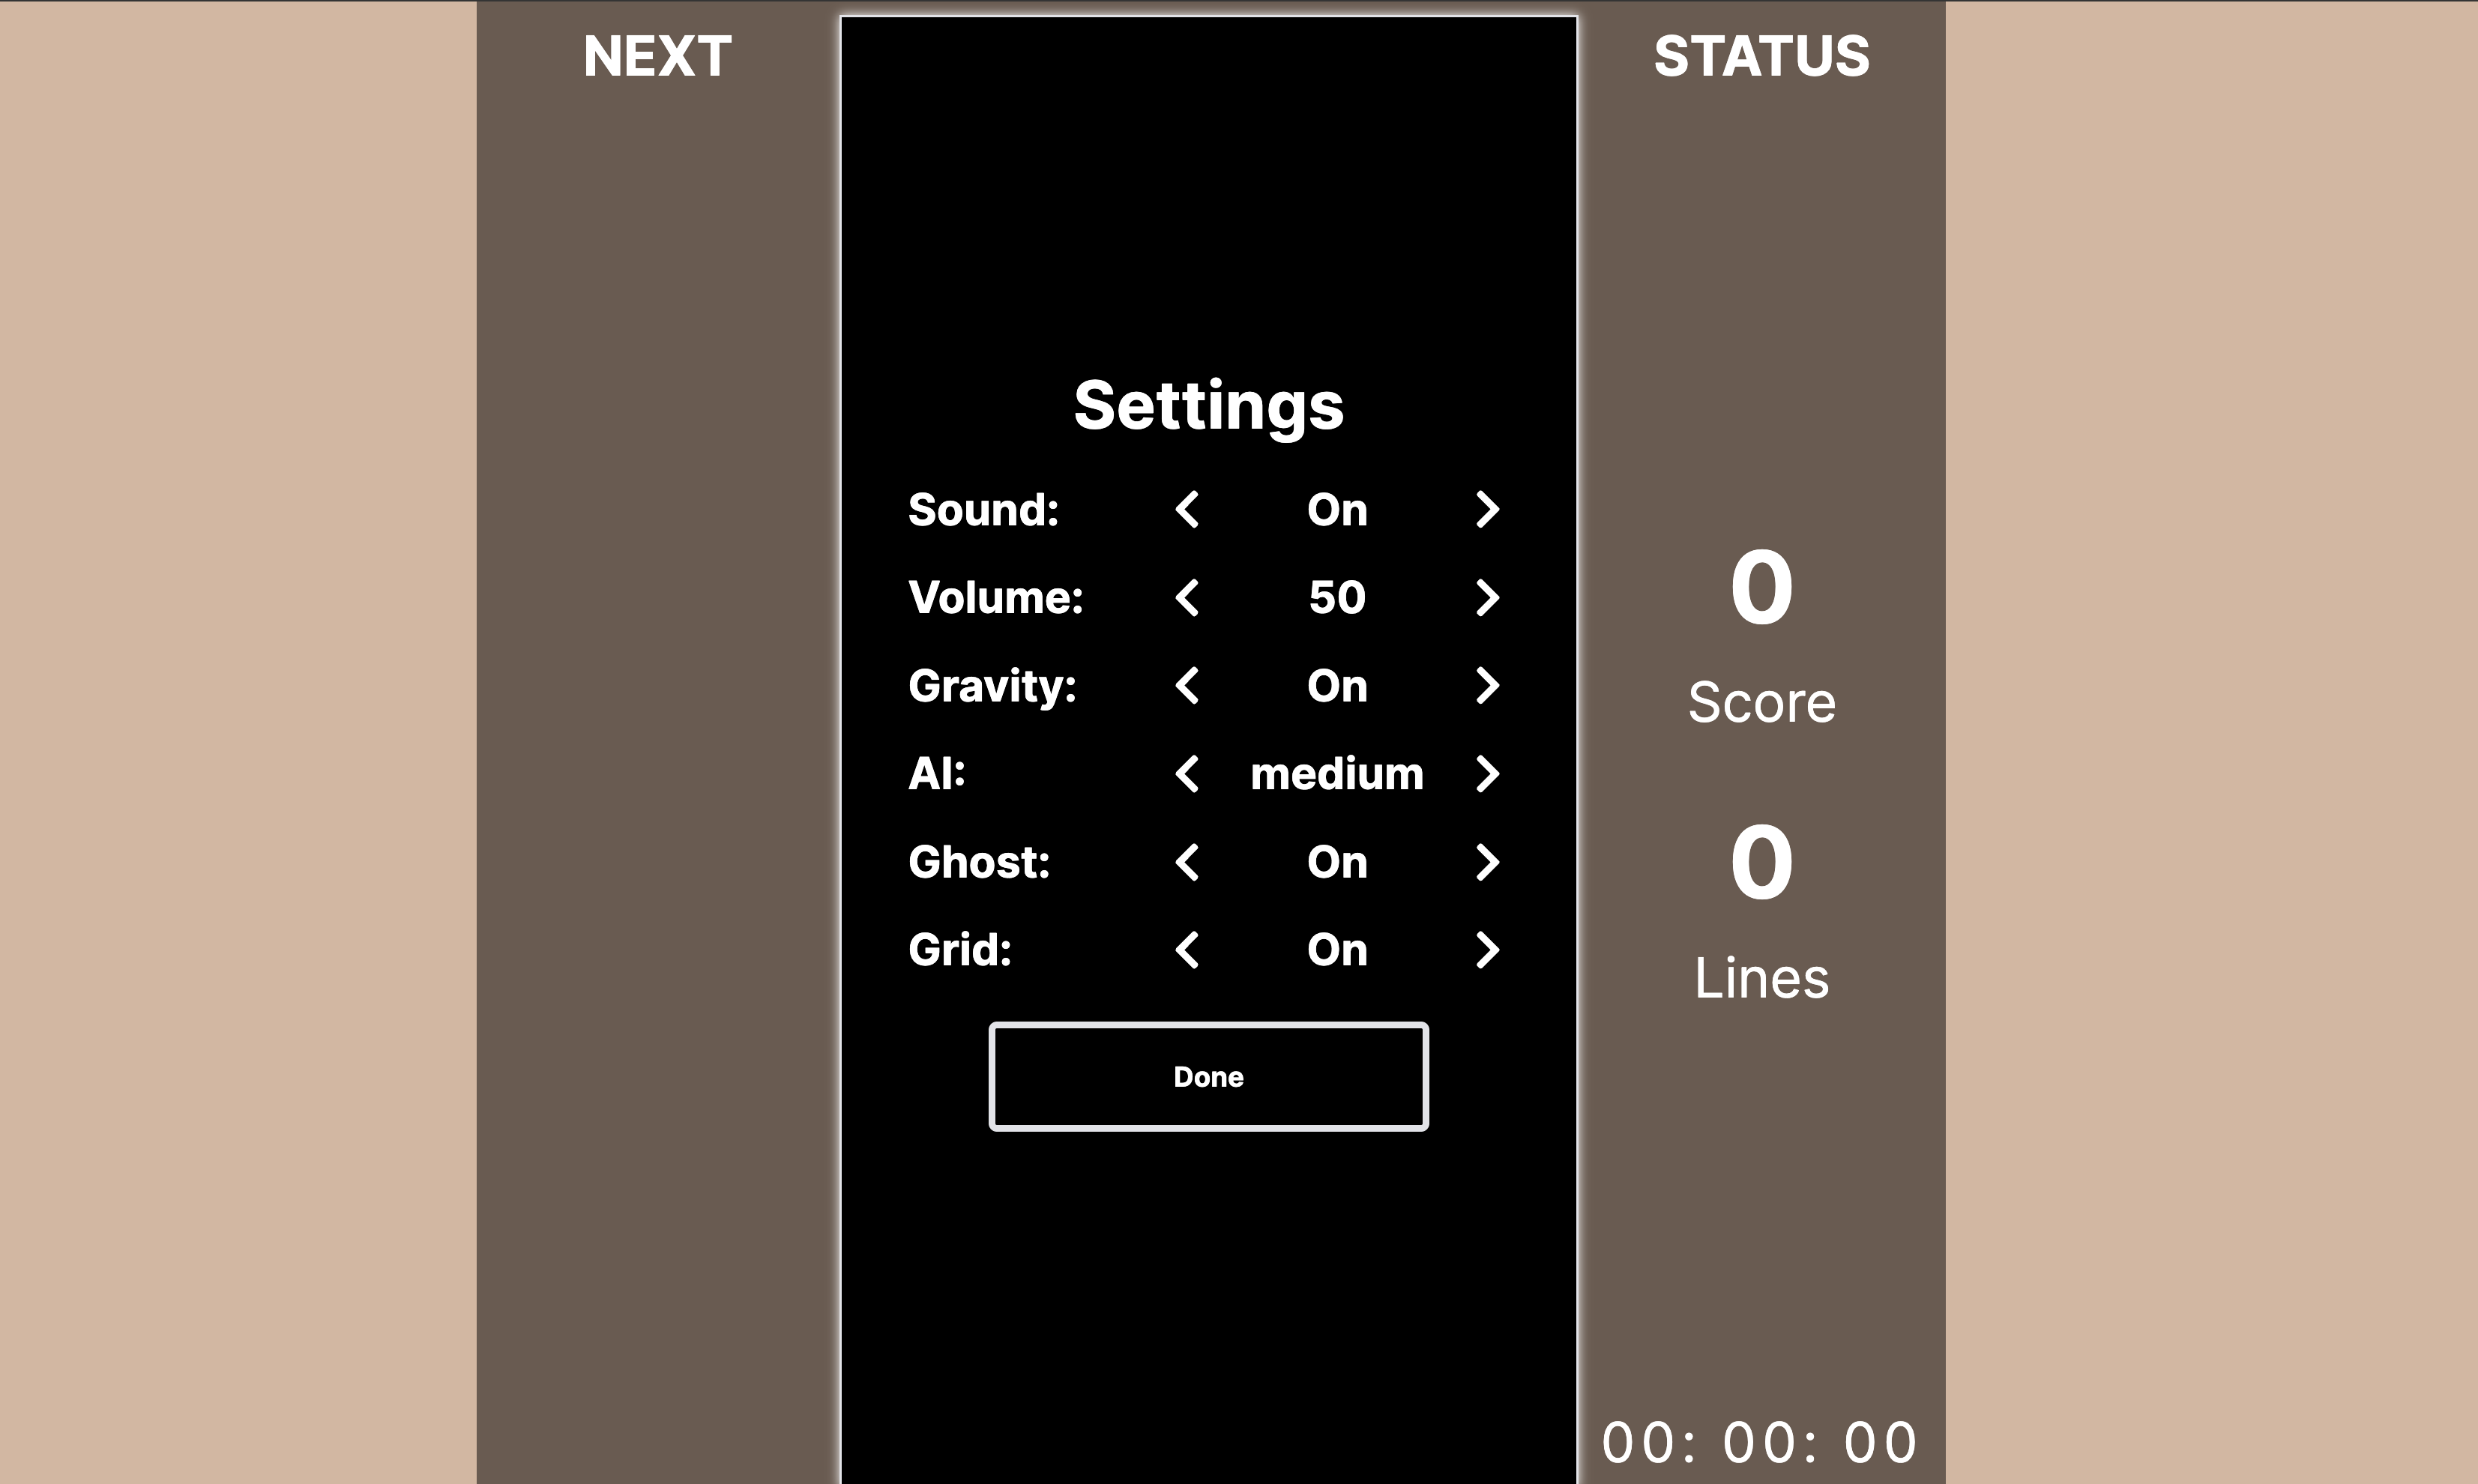 NEXT
STATUS
Settings
Sound: On
Volume: 50
Gravity: On
AI: medium
Ghost: On
Grid: On
Done
0
Score
0
Lines
00: 00: 00